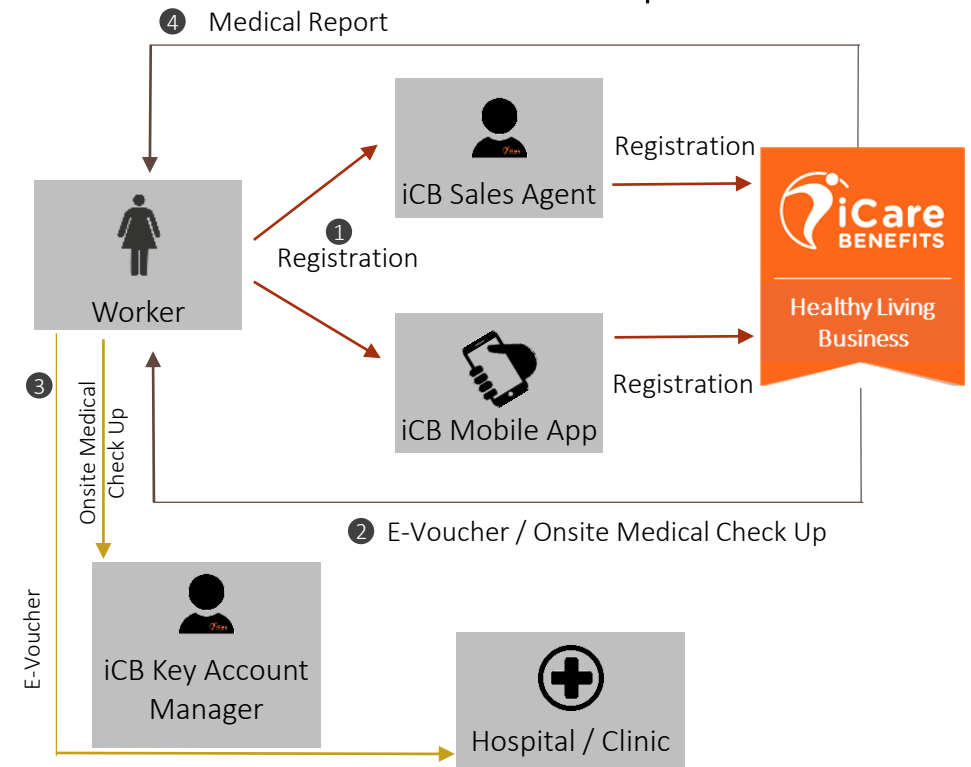 4 Medical Report
Registration
iCB Sales Agent
iCare
BENEFITS
1
Registration
Healthy Living
Business
Worker
3
Registration
iCB Mobile App
Onsite Medical
Check Up
2 E-Voucher / Onsite Medical Check Up
E-Voucher
iCB Key Account
Manager
Hospital / Clinic